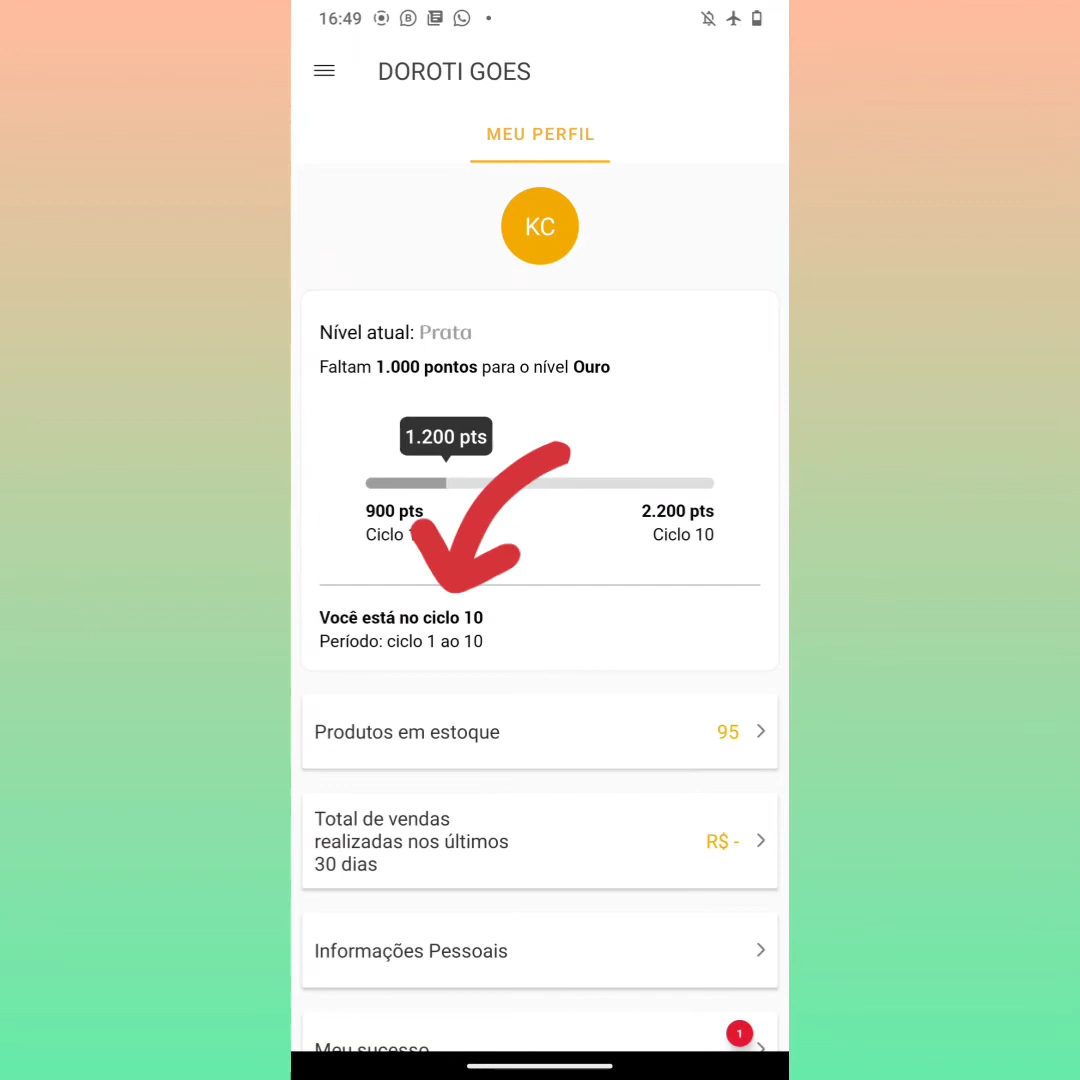 16:49
DOROTI GOES
MEU PERFIL
KC
Nível atual: Prata
Faltam 1.000 pontos para o nível Ouro
1.200 pts
900 pts 2.200 pts
Ciclo Ciclo 10
Você está no ciclo 10
Período: ciclo 1 ao 10
Produtos em estoque 95
Total de vendas
realizadas nos últimos
30 dias
R$ -
Informações Pessoais
1
Meu sucesso